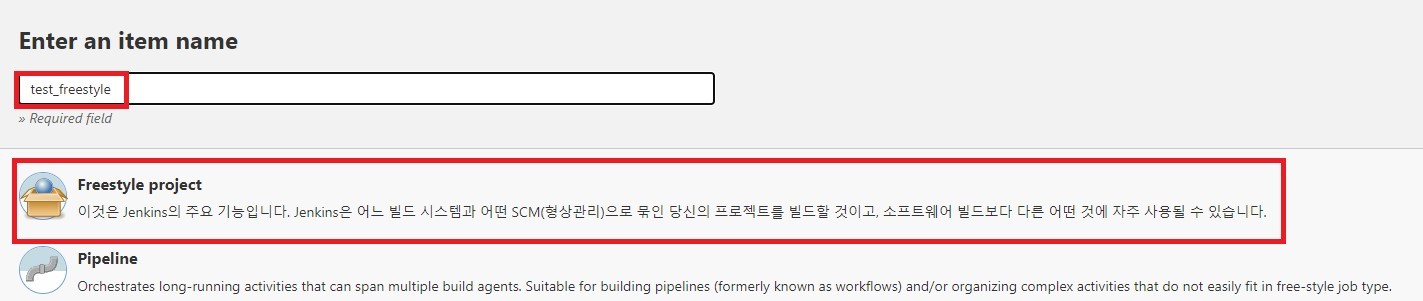 Enter an item name
test_freestyle
» Required field
Freestyle project
이것은 Jenkins의 주요 기능입니다. Jenkins은 어느 빌드 시스템과 어떤 SCM(형상관리)으로 묶인 당신의 프로젝트를 빌드할 것이고, 소프트웨어 빌드보다 다른 어떤 것에 자주 사용될 수 있습니다.
Pipeline
Orchestrates long-running activities that can span multiple build agents. Suitable for building pipelines (formerly known as workflows) and/or organizing complex activities that do not easily fit in free-style job type.